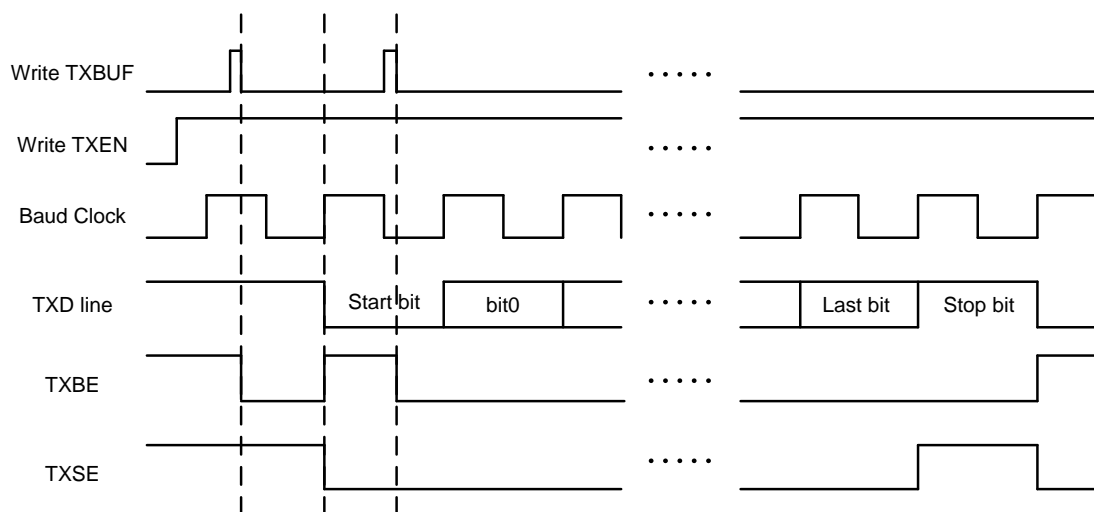 Write TXBUF
.....
Write TXEN
.....
Baud Clock
.....
TXD line
Start bit
bit0
.....
Last bit
Stop bit
TXBE
.....
TXSE
.....